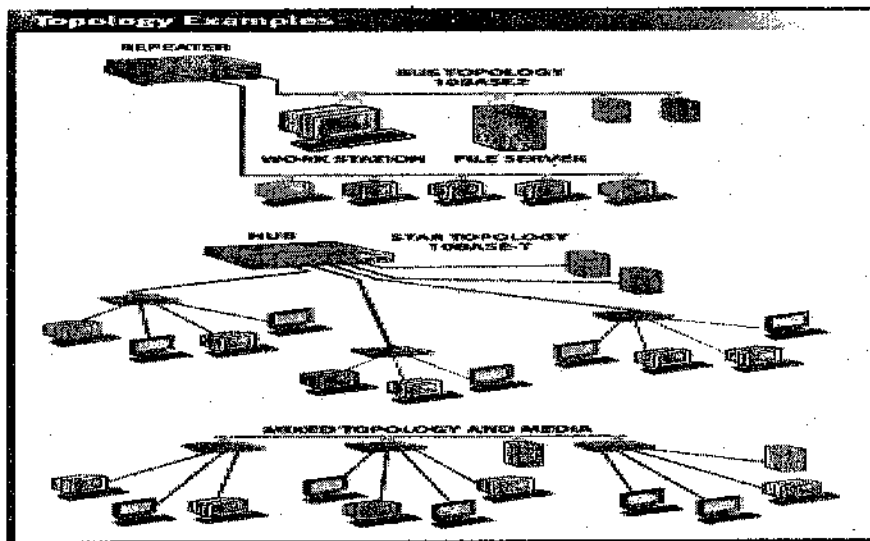 Topology Examples
REPEATER
BUS TOPOLOGY
10BASE2
WORK STATION
FILE SERVER
HUB
STAR TOPOLOGY
10BASE-T
MIXED TOPOLOGY AND MEDIA